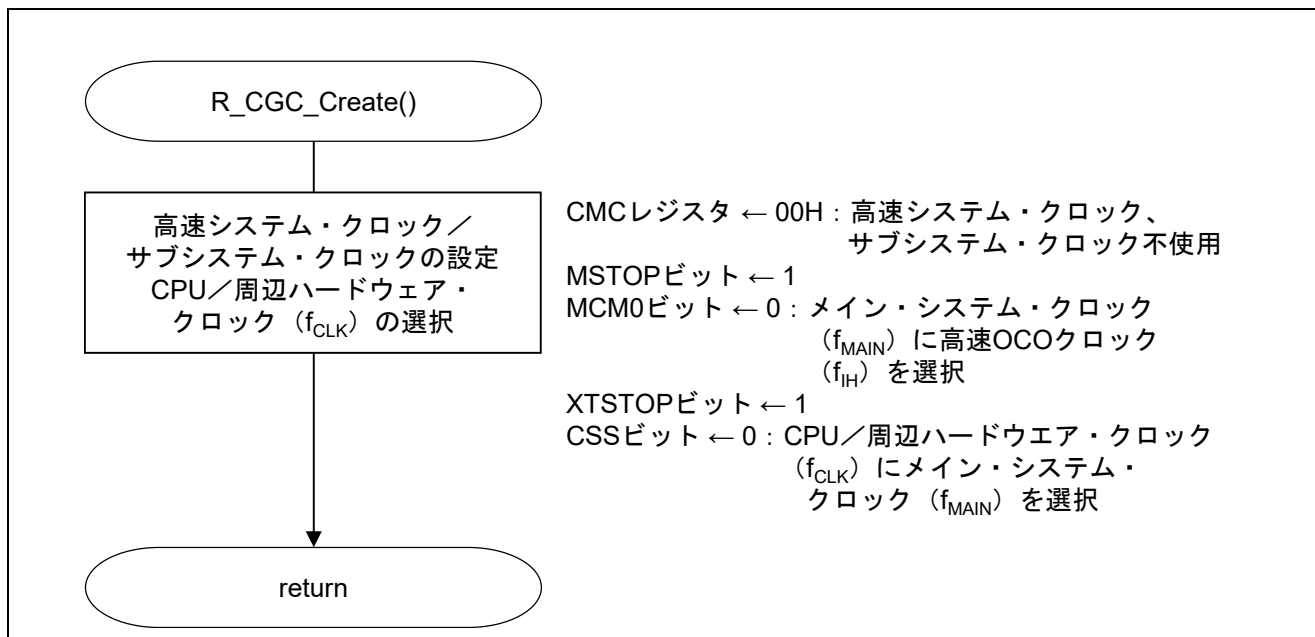 R_CGC_Create()
高速システム・クロック／
サブシステム・クロックの設定
CPU／周辺ハードウェア・
クロック（fCLK）の選択
CMCレジスタ ← 00H：高速システム・クロック、
サブシステム・クロック不使用
MSTOPビット ← 1
MCM0ビット ← 0：メイン・システム・クロック
（fMAIN）に高速OCOクロック
（fIH）を選択
XTSTOPビット ← 1
CSSビット ← 0：CPU／周辺ハードウエア・クロック
（fCLK）にメイン・システム・
クロック（fMAIN）を選択
return